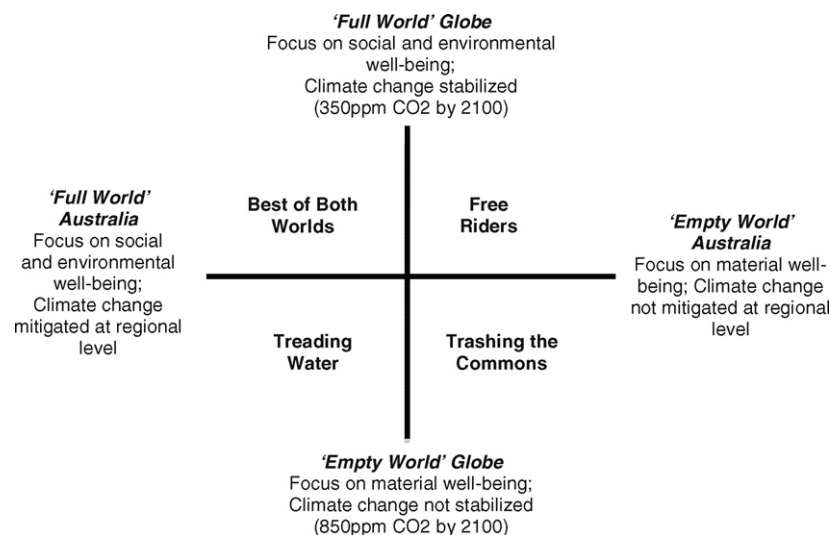 'Full World' Globe
Focus on social and environmental
well-being;
Climate change stabilized
(350ppm CO2 by 2100)
'Full World'
Australia
Focus on social
and environmental
well-being;
Climate change
mitigated at regional
level
Best of Both
Worlds
Free
Riders
'Empty World'
Australia
Focus on material well-
being; Climate change
not mitigated at regional
level
Treading
Water
Trashing the
Commons
'Empty World' Globe
Focus on material well-being;
Climate change not stabilized
(850ppm CO2 by 2100)